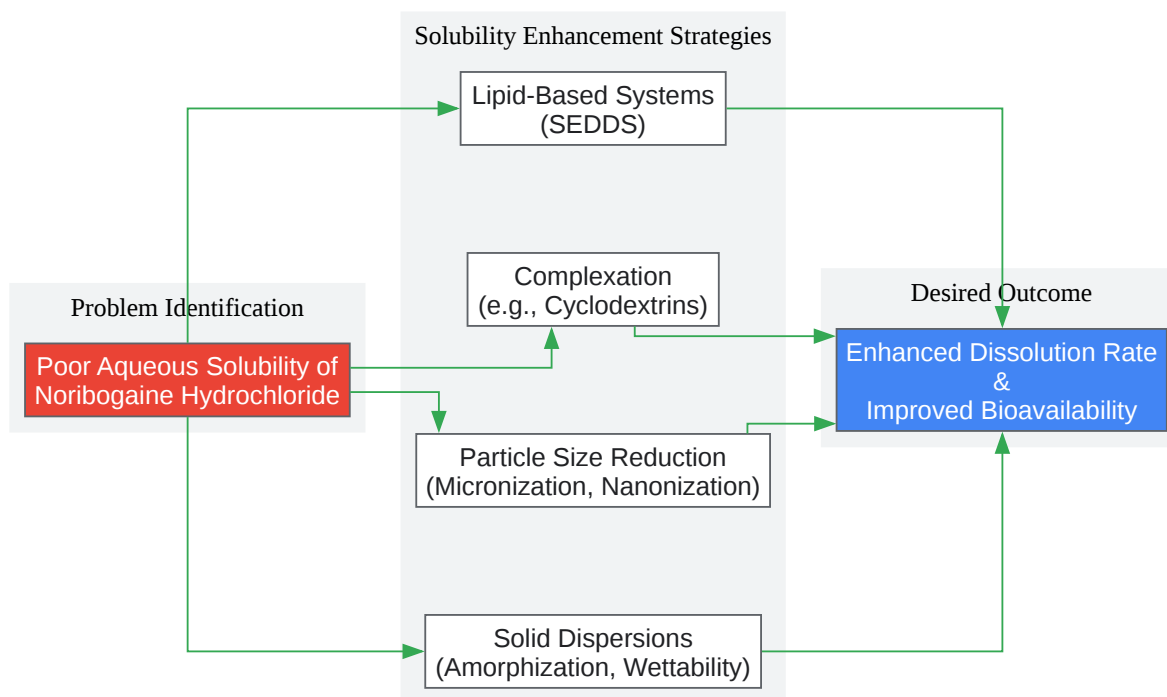 Solubility Enhancement Strategies
Lipid-Based Systems
(SEDDS)
Complexation
(e.g., Cyclodextrins)
Problem Identification
Desired Outcome
Poor Aqueous Solubility of
Noribogaine Hydrochloride
Enhanced Dissolution Rate
&
Improved Bioavailability
Particle Size Reduction
(Micronization, Nanonization)
Solid Dispersions
(Amorphization, Wettability)